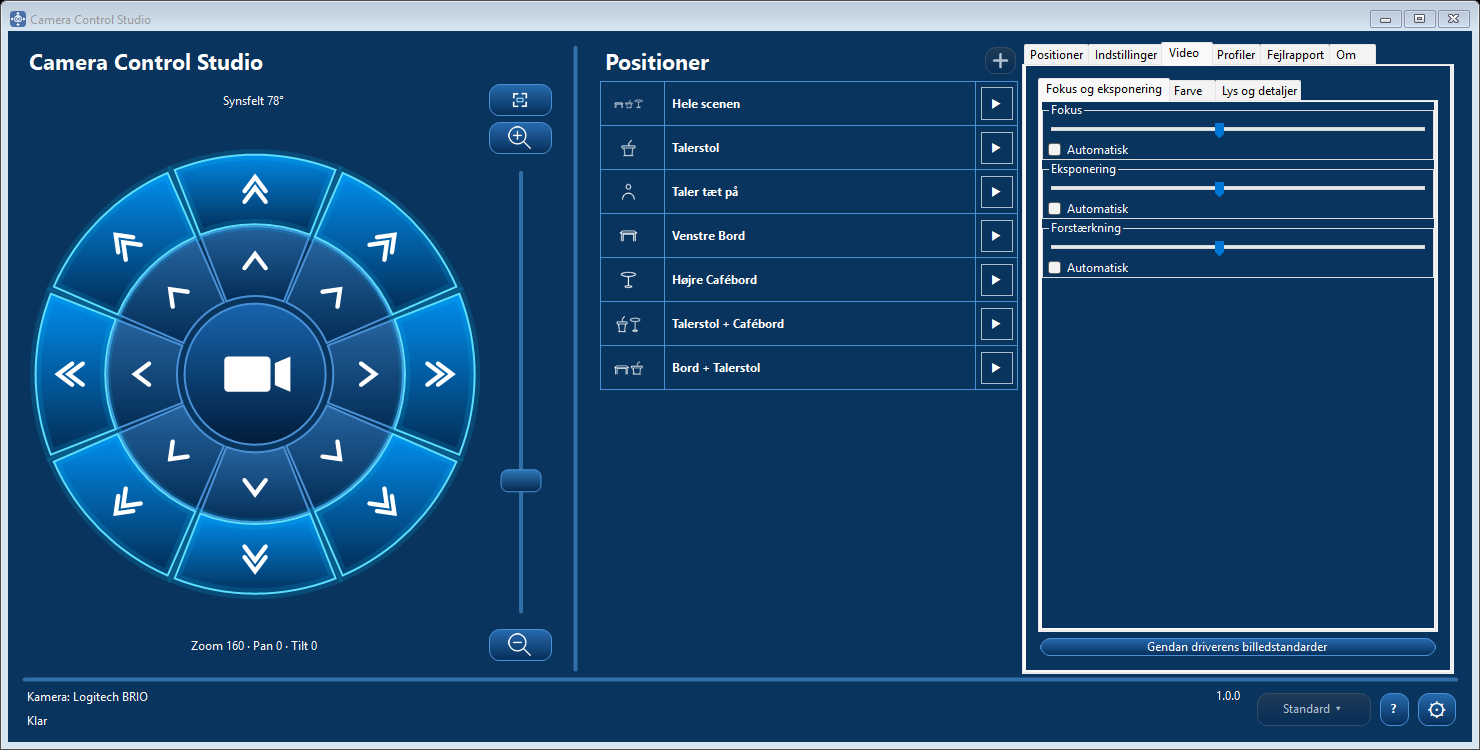 Camera Control Studio
Camera Control Studio
Synsfelt 78°
Zoom 160 · Pan 0 · Tilt 0
Positioner
Hele scenen
Talerstol
Taler tæt på
Venstre Bord
Højre Cafébord
Talerstol + Cafébord
Bord + Talerstol
Positioner Indstillinger Video Profiler Fejlrapport Om
Fokus og eksponering Farve Lys og detaljer
Fokus
Automatisk
Eksponering
Automatisk
Forstærkning
Automatisk
Gendan driverens billedstandarder
Kamera: Logitech BRIO
Klar
1.0.0
Standard
?